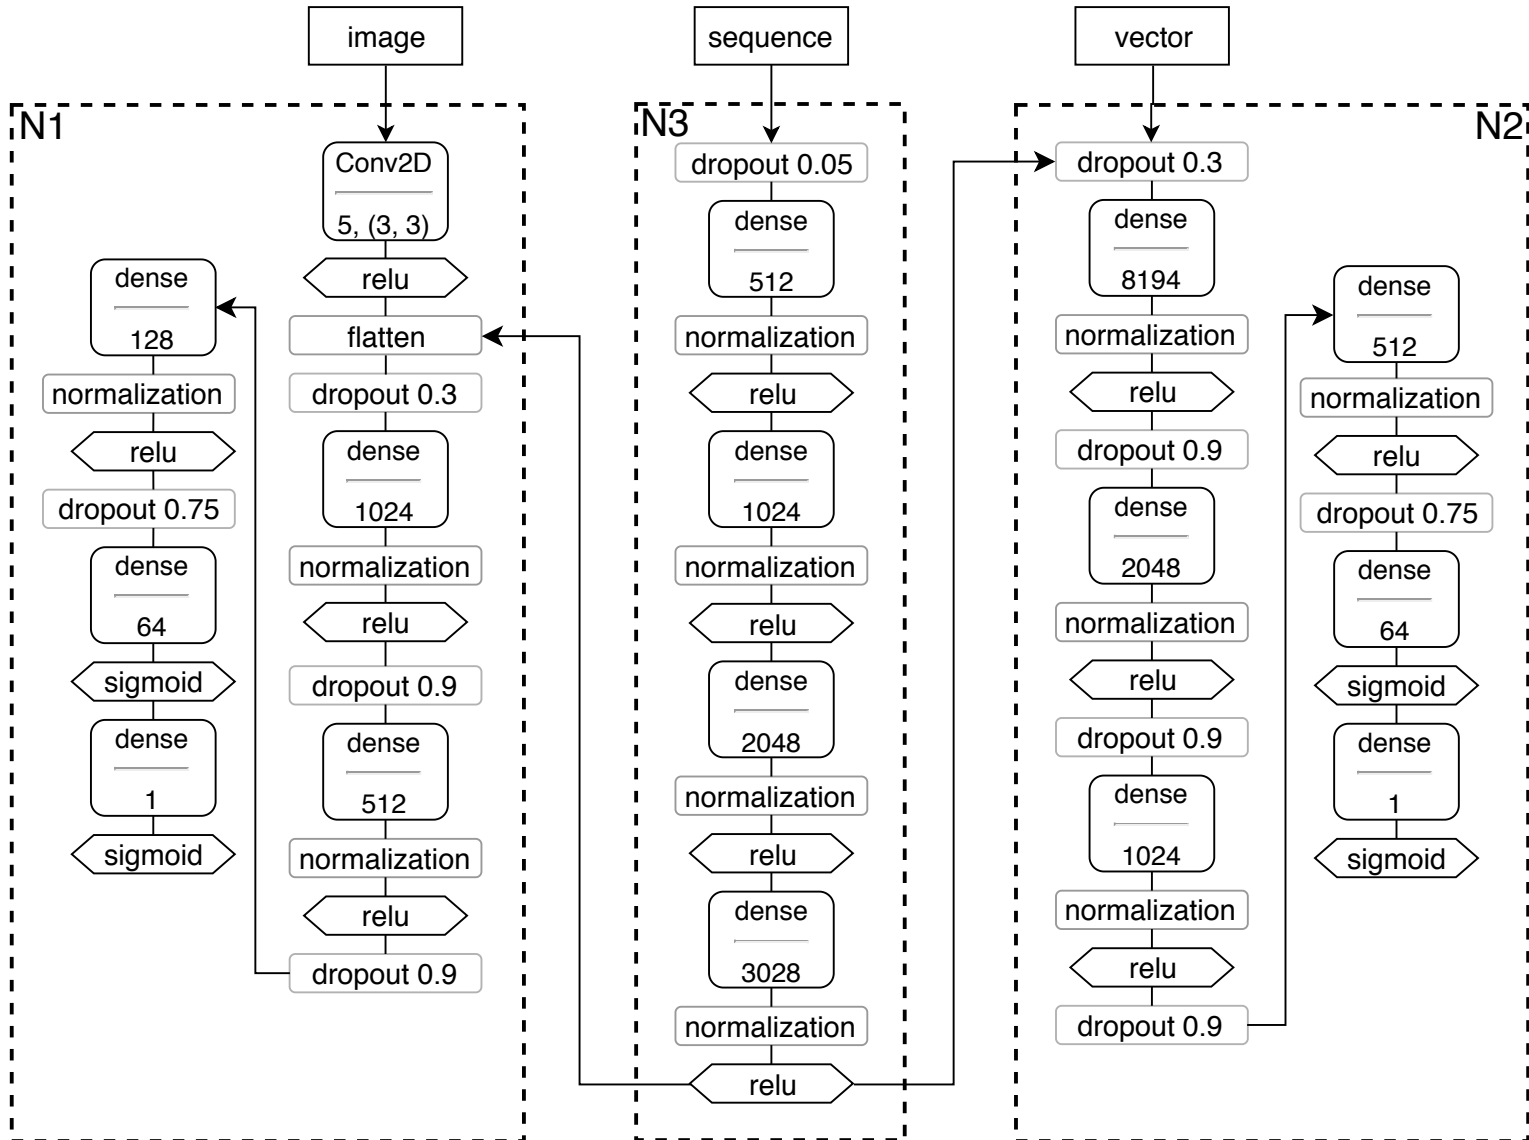 image
sequence
vector
N1
Conv2D
5, (3, 3)
relu
flatten
dropout 0.3
dense
1024
normalization
relu
dropout 0.9
dense
512
normalization
relu
dropout 0.9
dense
128
normalization
relu
dropout 0.75
dense
64
sigmoid
dense
1
sigmoid
N3
dropout 0.05
dense
512
normalization
relu
dense
1024
normalization
relu
dense
2048
normalization
relu
dense
3028
normalization
relu
N2
dropout 0.3
dense
8194
normalization
relu
dropout 0.9
dense
2048
normalization
relu
dropout 0.9
dense
1024
normalization
relu
dropout 0.9
dense
512
normalization
relu
dropout 0.75
dense
64
sigmoid
dense
1
sigmoid